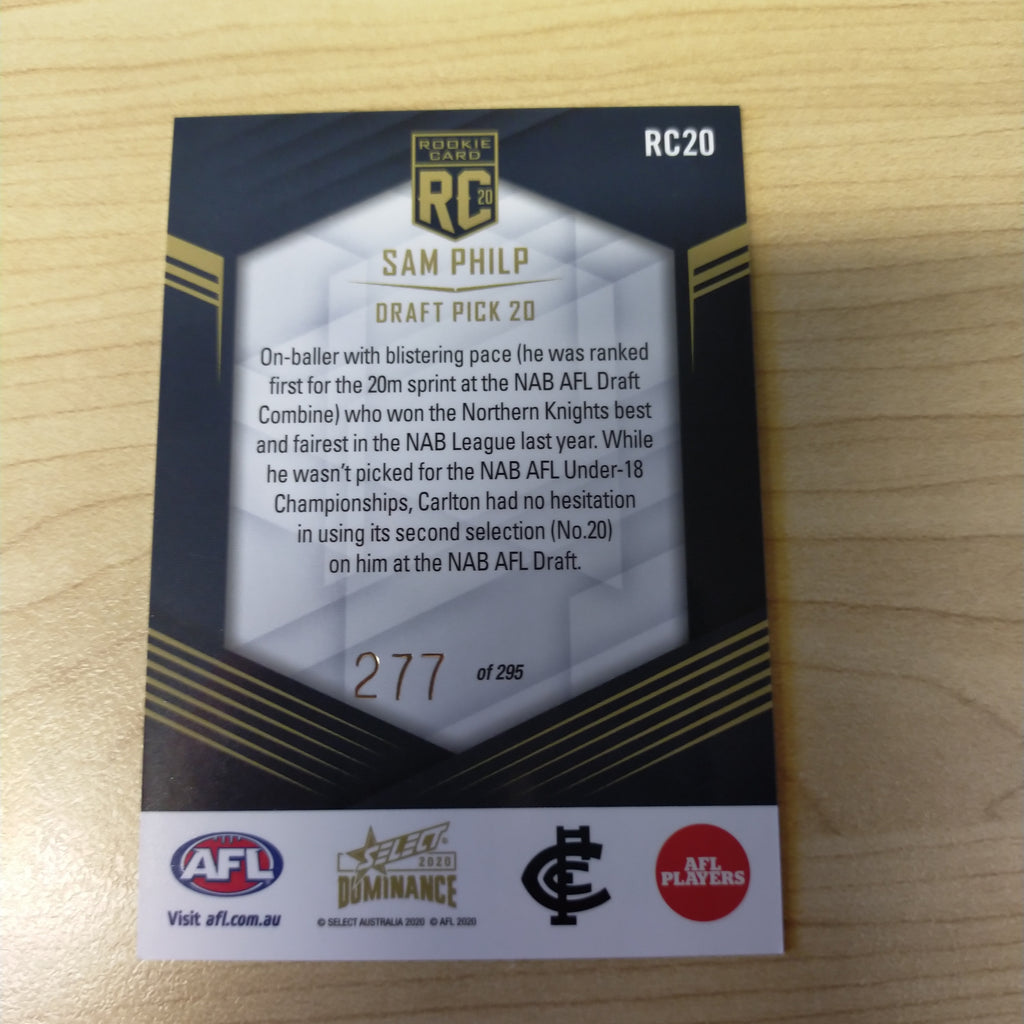 RC20
ROOKIE
CARD
RC 20
SAM PHILP
DRAFT PICK 20
On-baller with blistering pace (he was ranked
first for the 20m sprint at the NAB AFL Draft
Combine) who won the Northern Knights best
and fairest in the NAB League last year. While
he wasn't picked for the NAB AFL Under-18
Championships, Carlton had no hesitation
in using its second selection (No.20)
on him at the NAB AFL Draft.
277 of 295
AFL
Visit afl.com.au
SELECT
2020
DOMINANCE
© SELECT AUSTRALIA 2020 © AFL 2020
CFC
AFL
PLAYERS